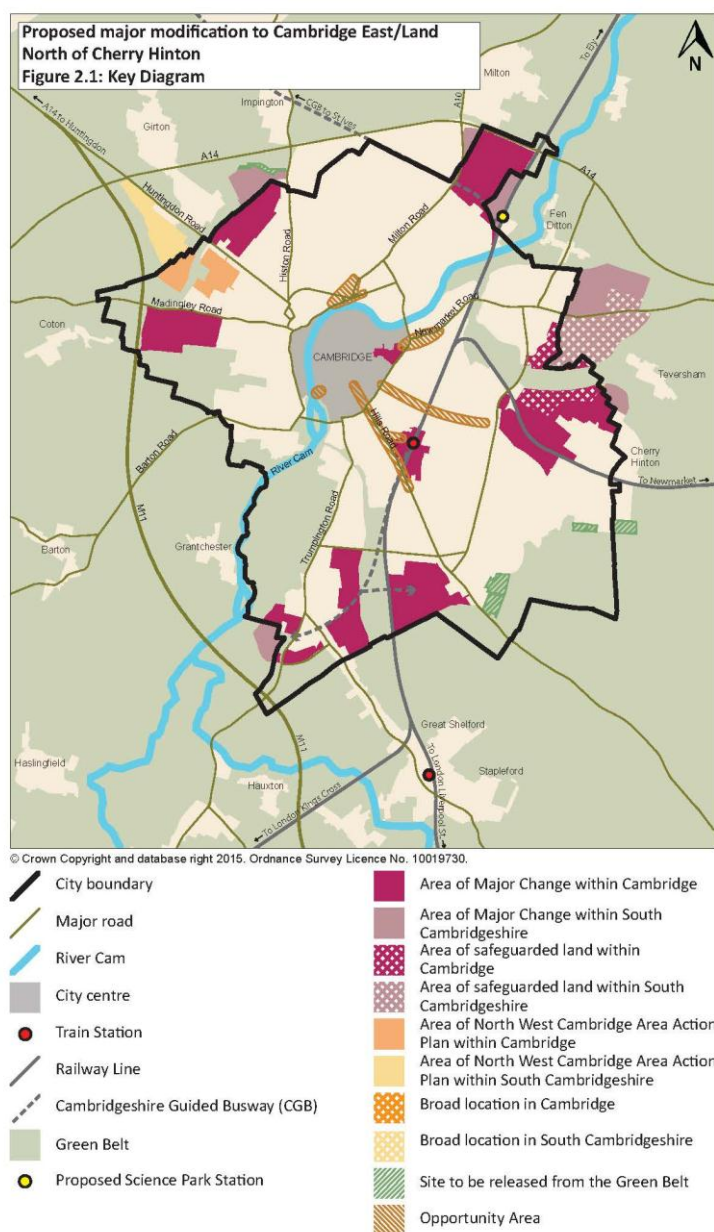 Proposed major modification to Cambridge East/Land
North of Cherry Hinton
Figure 2.1: Key Diagram
N
Milton
To Ely
A10
Impington
CGB to St Ives
A14 to Huntingdon
Girton
A14
A14
Huntingdon Road
Histon Road
Milton Road
Fen
Ditton
Madingley Road
Newmarket Road
Coton
CAMBRIDGE
Teversham
Hills Road
Cherry
Hinton
Barton Road
River Cam
To Newmarket
M11
Trumpington Road
Grantchester
Barton
Great Shelford
M11
Haslingfield
To London Liverpool St.
Stapleford
Hauxton
To London Kings Cross
© Crown Copyright and database right 2015. Ordnance Survey Licence No. 10019730.
City boundary
Major road
River Cam
City centre
Train Station
Railway Line
Cambridgeshire Guided Busway (CGB)
Green Belt
Proposed Science Park Station
Area of Major Change within Cambridge
Area of Major Change within South
Cambridgeshire
Area of safeguarded land within
Cambridge
Area of safeguarded land within South
Cambridgeshire
Area of North West Cambridge Area Action
Plan within Cambridge
Area of North West Cambridge Area Action
Plan within South Cambridgeshire
Broad location in Cambridge
Broad location in South Cambridgeshire
Site to be released from the Green Belt
Opportunity Area